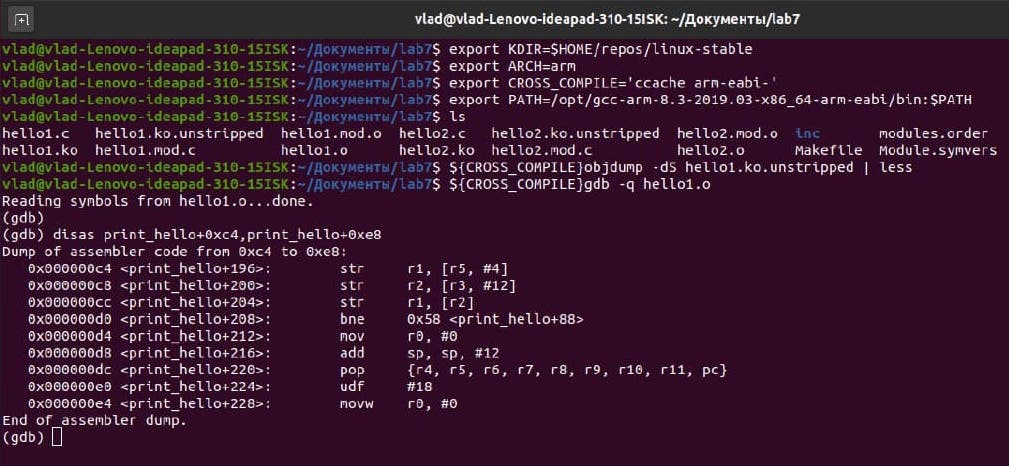 vlad@vlad-Lenovo-ideapad-310-15ISK: ~/Документы/lab7
vlad@vlad-Lenovo-ideapad-310-15ISK:~/Документы/lab7$ export KDIR=$HOME/repos/linux-stable
vlad@vlad-Lenovo-ideapad-310-15ISK:~/Документы/lab7$ export ARCH=arm
vlad@vlad-Lenovo-ideapad-310-15ISK:~/Документы/lab7$ export CROSS_COMPILE='ccache arm-eabi-'
vlad@vlad-Lenovo-ideapad-310-15ISK:~/Документы/lab7$ export PATH=/opt/gcc-arm-8.3-2019.03-x86_64-arm-eabi/bin:$PATH
vlad@vlad-Lenovo-ideapad-310-15ISK:~/Документы/lab7$ ls
hello1.c   hello1.ko.unstripped  hello1.mod.o  hello2.c   hello2.ko.unstripped  hello2.mod.o  inc       modules.order
hello1.ko  hello1.mod.c          hello1.o      hello2.ko  hello2.mod.c          hello2.o      Makefile  Module.symvers
vlad@vlad-Lenovo-ideapad-310-15ISK:~/Документы/lab7$ ${CROSS_COMPILE}objdump -dS hello1.ko.unstripped | less
vlad@vlad-Lenovo-ideapad-310-15ISK:~/Документы/lab7$ ${CROSS_COMPILE}gdb -q hello1.o
Reading symbols from hello1.o...done.
(gdb)
(gdb) disas print_hello+0xc4,print_hello+0xe8
Dump of assembler code from 0xc4 to 0xe8:
   0x000000c4 <print_hello+196>:        str     r1, [r5, #4]
   0x000000c8 <print_hello+200>:        str     r2, [r3, #12]
   0x000000cc <print_hello+204>:        str     r1, [r2]
   0x000000d0 <print_hello+208>:        bne     0x58 <print_hello+88>
   0x000000d4 <print_hello+212>:        mov     r0, #0
   0x000000d8 <print_hello+216>:        add     sp, sp, #12
   0x000000dc <print_hello+220>:        pop     {r4, r5, r6, r7, r8, r9, r10, r11, pc}
   0x000000e0 <print_hello+224>:        udf     #18
   0x000000e4 <print_hello+228>:        movw    r0, #0
End of assembler dump.
(gdb)